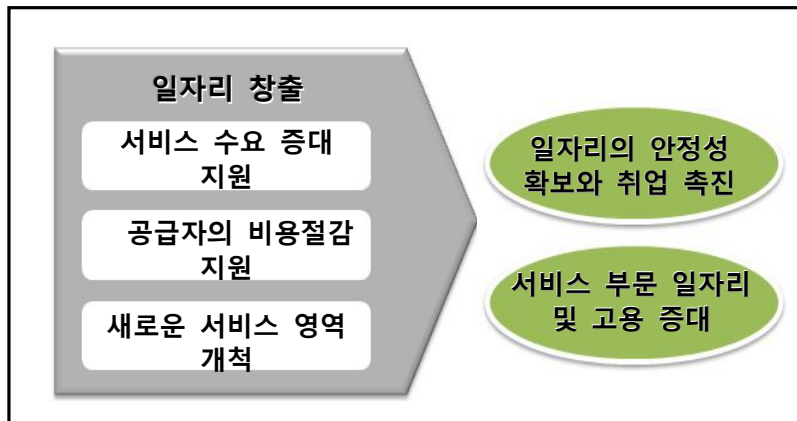 일자리 창출
서비스 수요 증대
지원
공급자의 비용절감
지원
새로운 서비스 영역
개척
일자리의 안정성
확보와 취업 촉진
서비스 부문 일자리
및 고용 증대